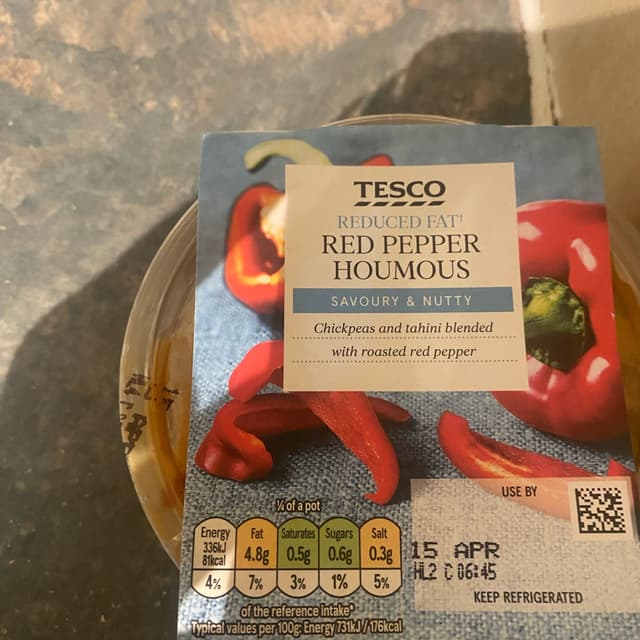 TESCO
REDUCED FAT†
RED PEPPER
HOUMOUS
SAVOURY & NUTTY
Chickpeas and tahini blended
with roasted red pepper
¼ of a pot
Energy 336kJ 81kcal 4%
Fat 4.8g 7%
Saturates 0.5g 3%
Sugars 0.6g 1%
Salt 0.3g 5%
of the reference intake*
Typical values per 100g: Energy 731kJ / 176kcal
USE BY
15 APR
HL2 C 06:45
KEEP REFRIGERATED